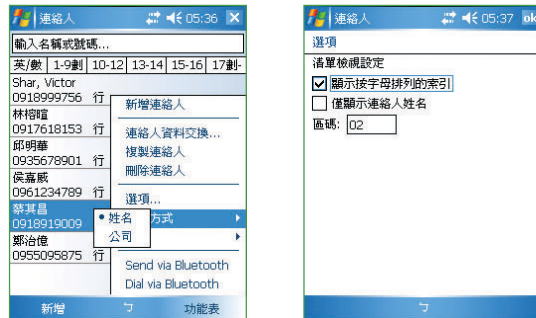 連絡人 05:36
輸入名稱或號碼...
英/數 1-9劃 10-12 13-14 15-16 17劃-
Shar, Victor
0918999756 行
林榕暄
0917618153 行
邱明華
0935678901 行
侯嘉威
0961234789 行
蔡其昌
0918919009
鄭治億
0955095875 行
新增連絡人
連絡人資料交換...
複製連絡人
刪除連絡人
選項...
方式
姓名
公司
Send via Bluetooth
Dial via Bluetooth
新增 ㄅ 功能表
連絡人 05:37 ok
選項
清單檢視設定
顯示按字母排列的索引
僅顯示連絡人姓名
區碼: 02
ㄅ